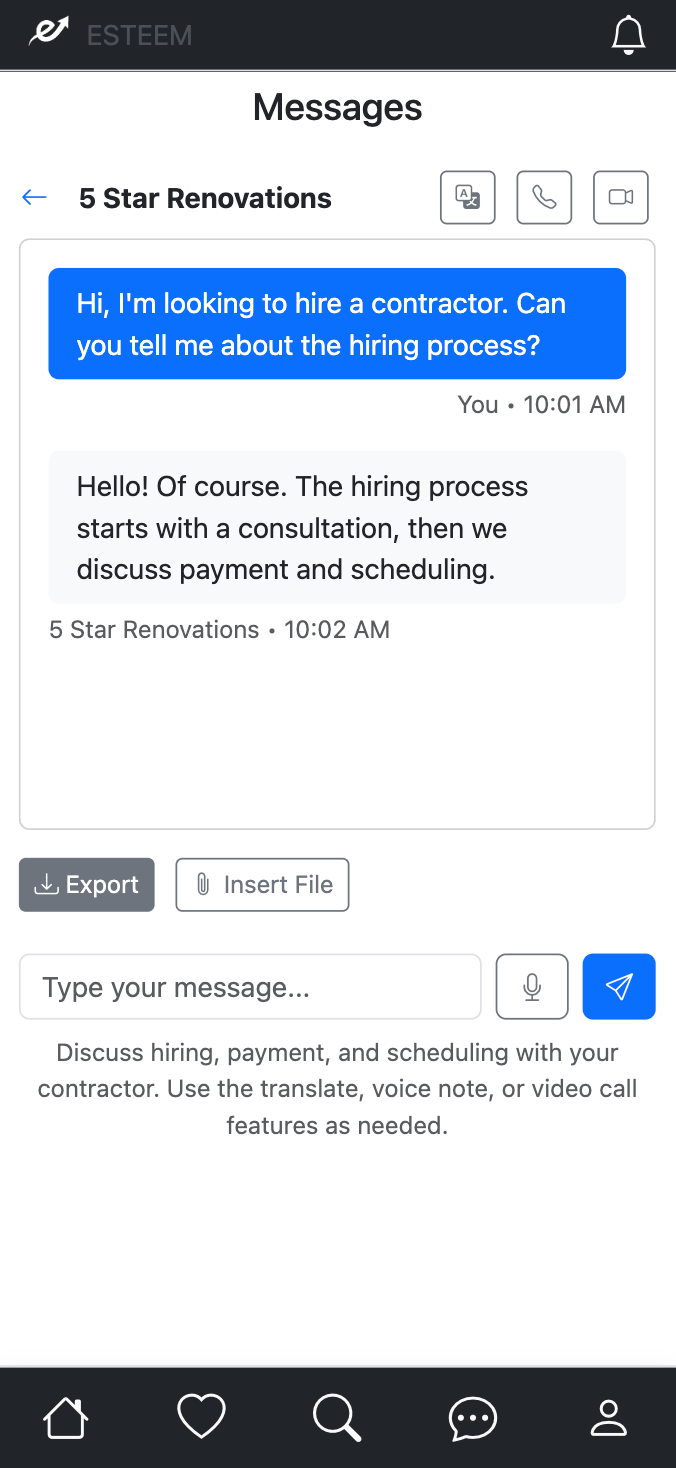 ESTEEM
Messages
5 Star Renovations
Hi, I'm looking to hire a contractor. Can
you tell me about the hiring process?
You • 10:01 AM
Hello! Of course. The hiring process
starts with a consultation, then we
discuss payment and scheduling.
5 Star Renovations • 10:02 AM
Export
Insert File
Type your message...
Discuss hiring, payment, and scheduling with your
contractor. Use the translate, voice note, or video call
features as needed.